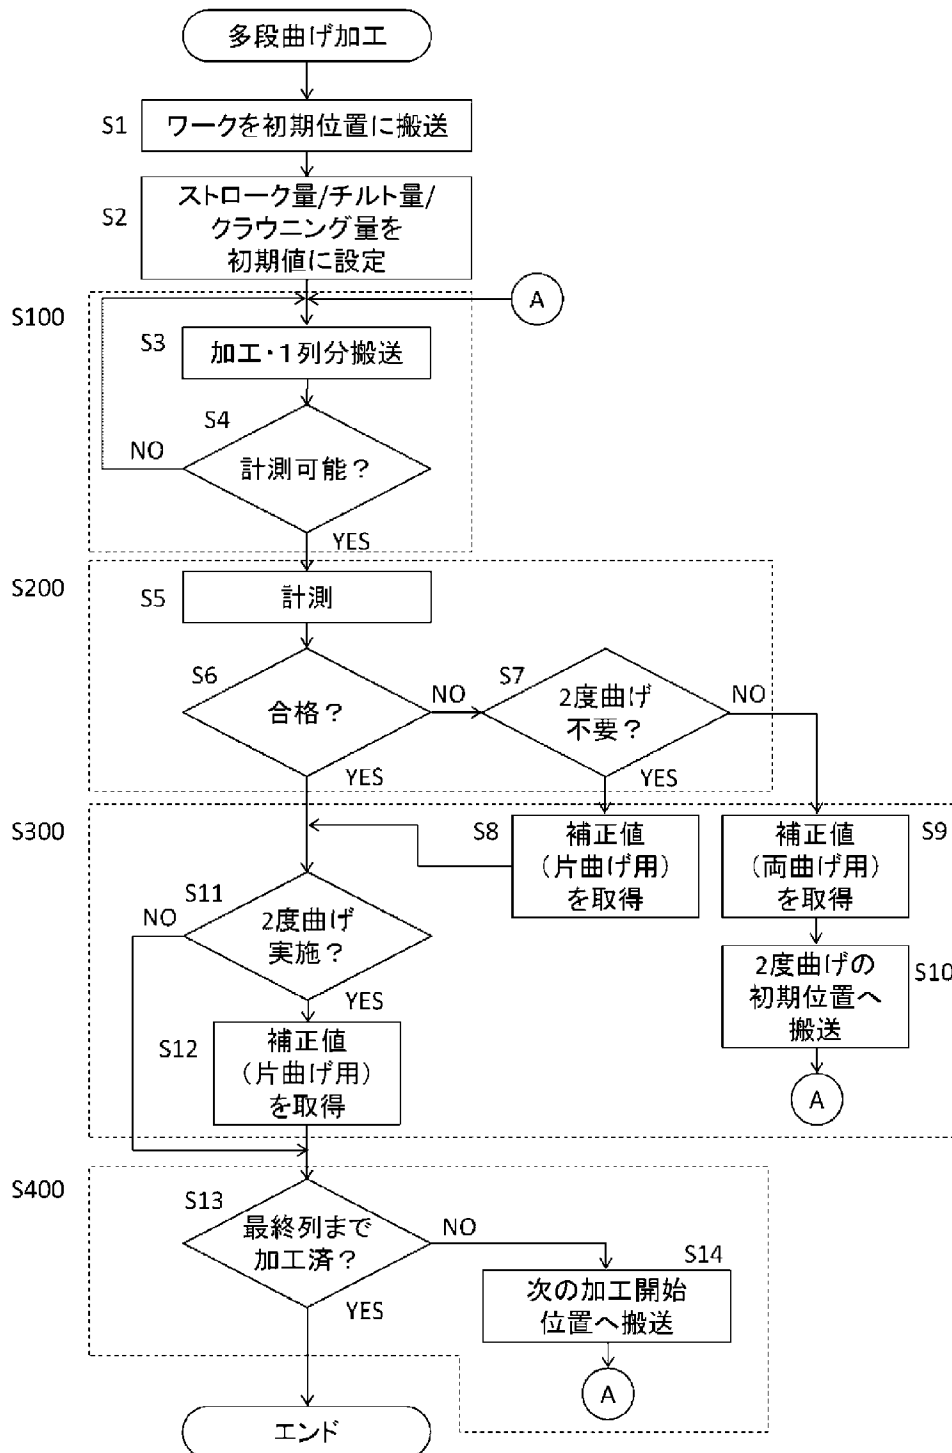 多段曲げ加工
S1
ワークを初期位置に搬送
S2
ストローク量/チルト量/
クラウニング量を
初期値に設定
A
S100
S3
加工・1列分搬送
S4
計測可能？
NO
YES
S200
S5
計測
S6
合格？
NO
YES
S7
2度曲げ
不要？
NO
YES
S300
S8
補正値
（片曲げ用）
を取得
S9
補正値
（両曲げ用）
を取得
S10
2度曲げの
初期位置へ
搬送
A
S11
2度曲げ
実施？
NO
YES
S12
補正値
（片曲げ用）
を取得
S400
S13
最終列まで
加工済？
NO
YES
S14
次の加工開始
位置へ搬送
A
エンド